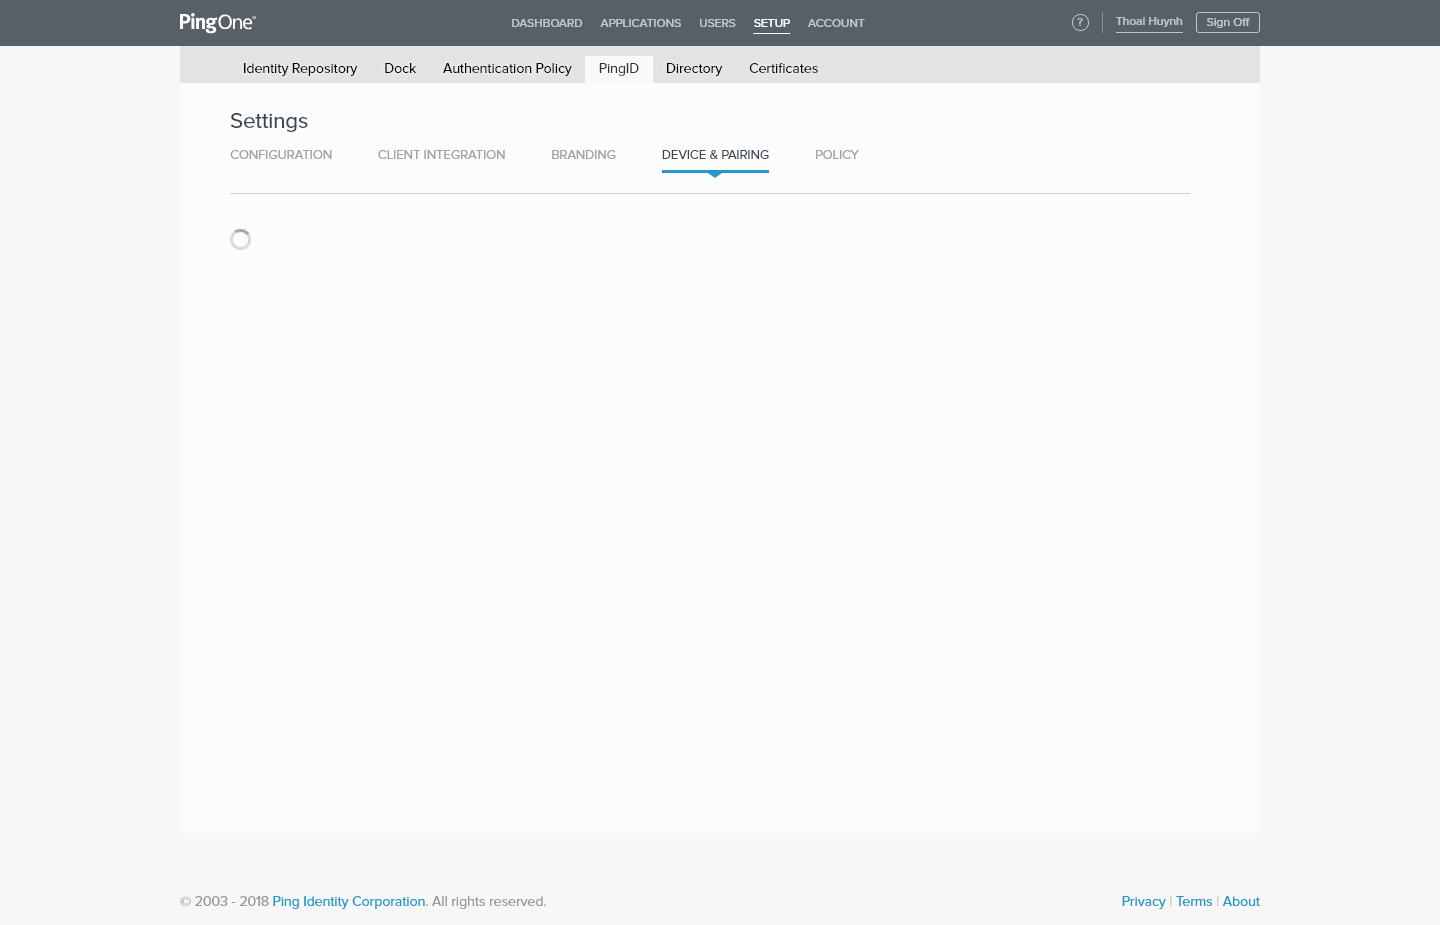 PingOne®
DASHBOARD APPLICATIONS USERS SETUP ACCOUNT
? Thoai Huynh Sign Off
Identity Repository Dock Authentication Policy PingID Directory Certificates
Settings
CONFIGURATION CLIENT INTEGRATION BRANDING DEVICE & PAIRING POLICY
© 2003 - 2018 Ping Identity Corporation. All rights reserved.
Privacy | Terms | About